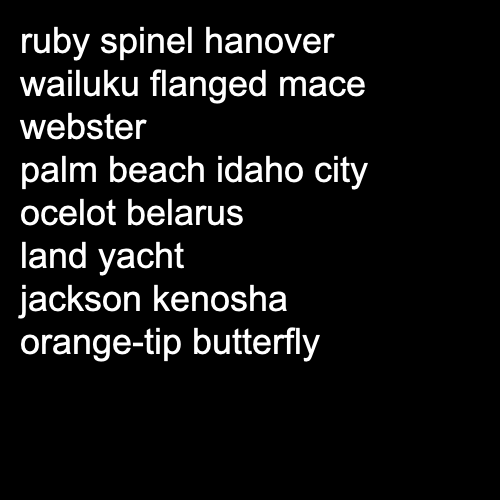 ruby spinel hanover
wailuku flanged mace
webster
palm beach idaho city
ocelot belarus
land yacht
jackson kenosha
orange-tip butterfly